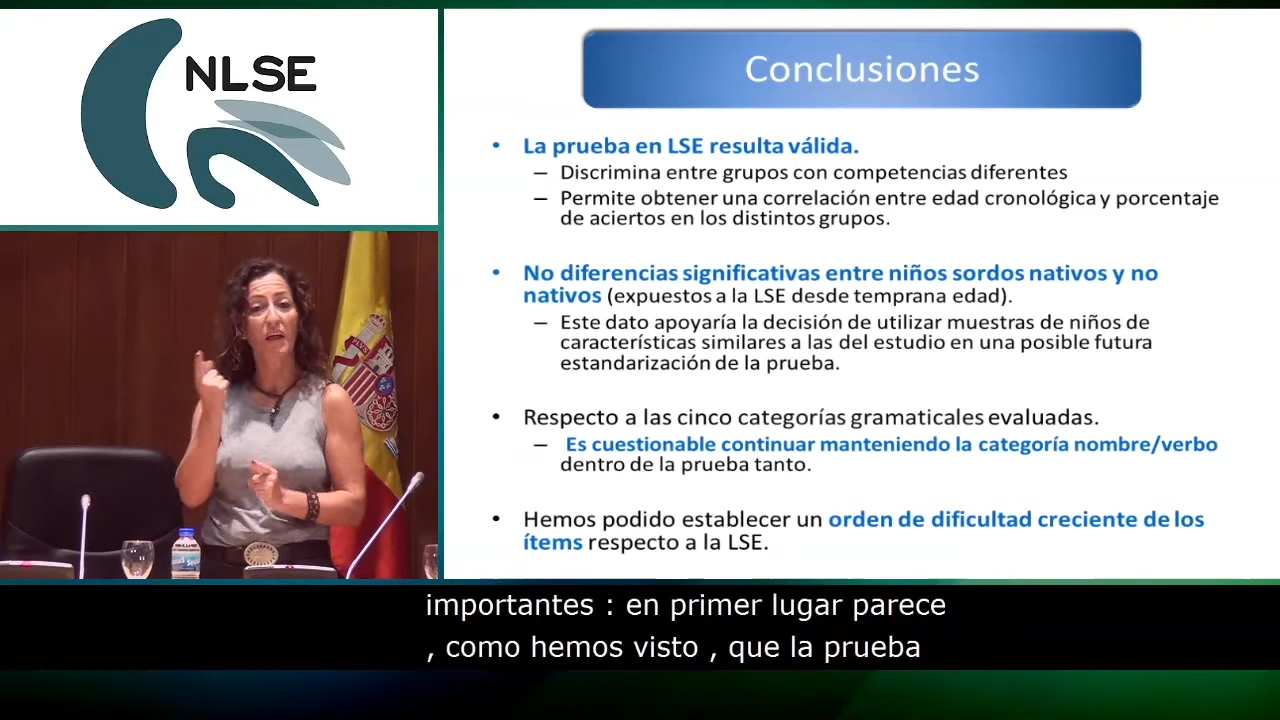 NLSE
Conclusiones
• La prueba en LSE resulta válida.
– Discrimina entre grupos con competencias diferentes
– Permite obtener una correlación entre edad cronológica y porcentaje
de aciertos en los distintos grupos.
• No diferencias significativas entre niños sordos nativos y no
nativos (expuestos a la LSE desde temprana edad).
– Este dato apoyaría la decisión de utilizar muestras de niños de
características similares a las del estudio en una posible futura
estandarización de la prueba.
• Respecto a las cinco categorías gramaticales evaluadas.
– Es cuestionable continuar manteniendo la categoría nombre/verbo
dentro de la prueba tanto.
• Hemos podido establecer un orden de dificultad creciente de los
ítems respecto a la LSE.
PLVS
importantes : en primer lugar parece
, como hemos visto , que la prueba